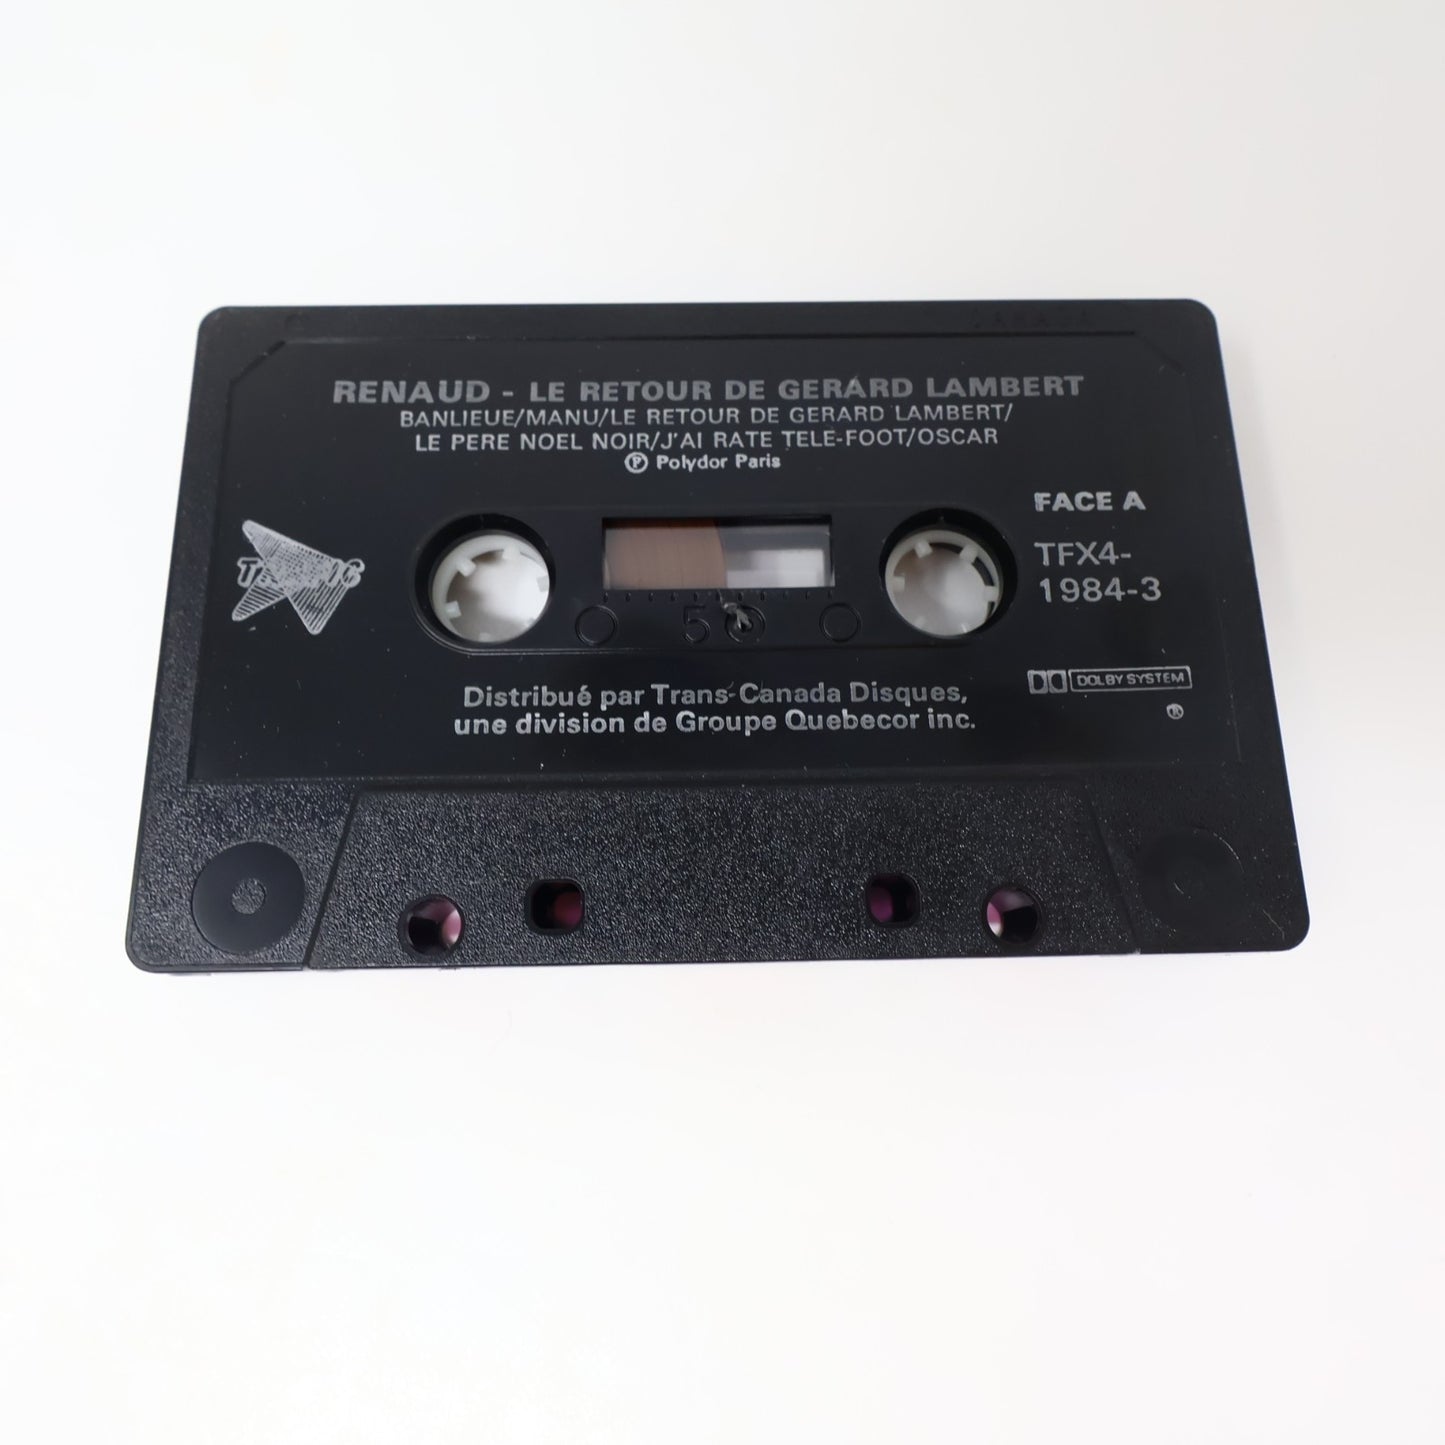 RENAUD - LE RETOUR DE GERARD LAMBERT
BANLIEUE/MANU/LE RETOUR DE GERARD LAMBERT/
LE PERE NOEL NOIR/J'AI RATE TELE-FOOT/OSCAR
Ⓟ Polydor Paris
FACE A
TFX4-
1984-3
50
DOLBY SYSTEM
®
Distribué par Trans-Canada Disques,
une division de Groupe Quebecor inc.